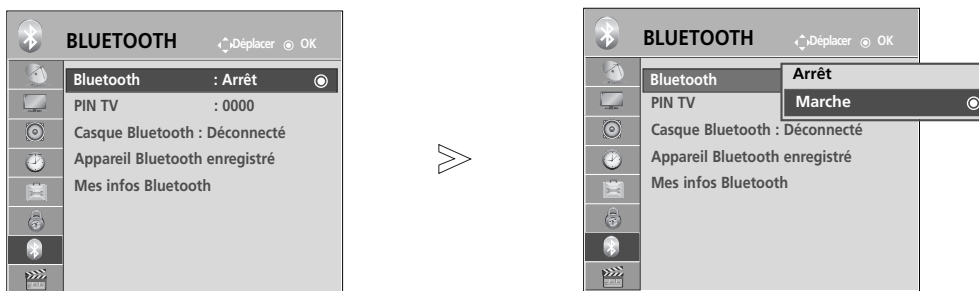 BLUETOOTH Déplacer OK
Bluetooth : Arrêt
PIN TV : 0000
Casque Bluetooth : Déconnecté
Appareil Bluetooth enregistré
Mes infos Bluetooth
BLUETOOTH Déplacer OK
Bluetooth Arrêt
PIN TV Marche
Casque Bluetooth : Déconnecté
Appareil Bluetooth enregistré
Mes infos Bluetooth